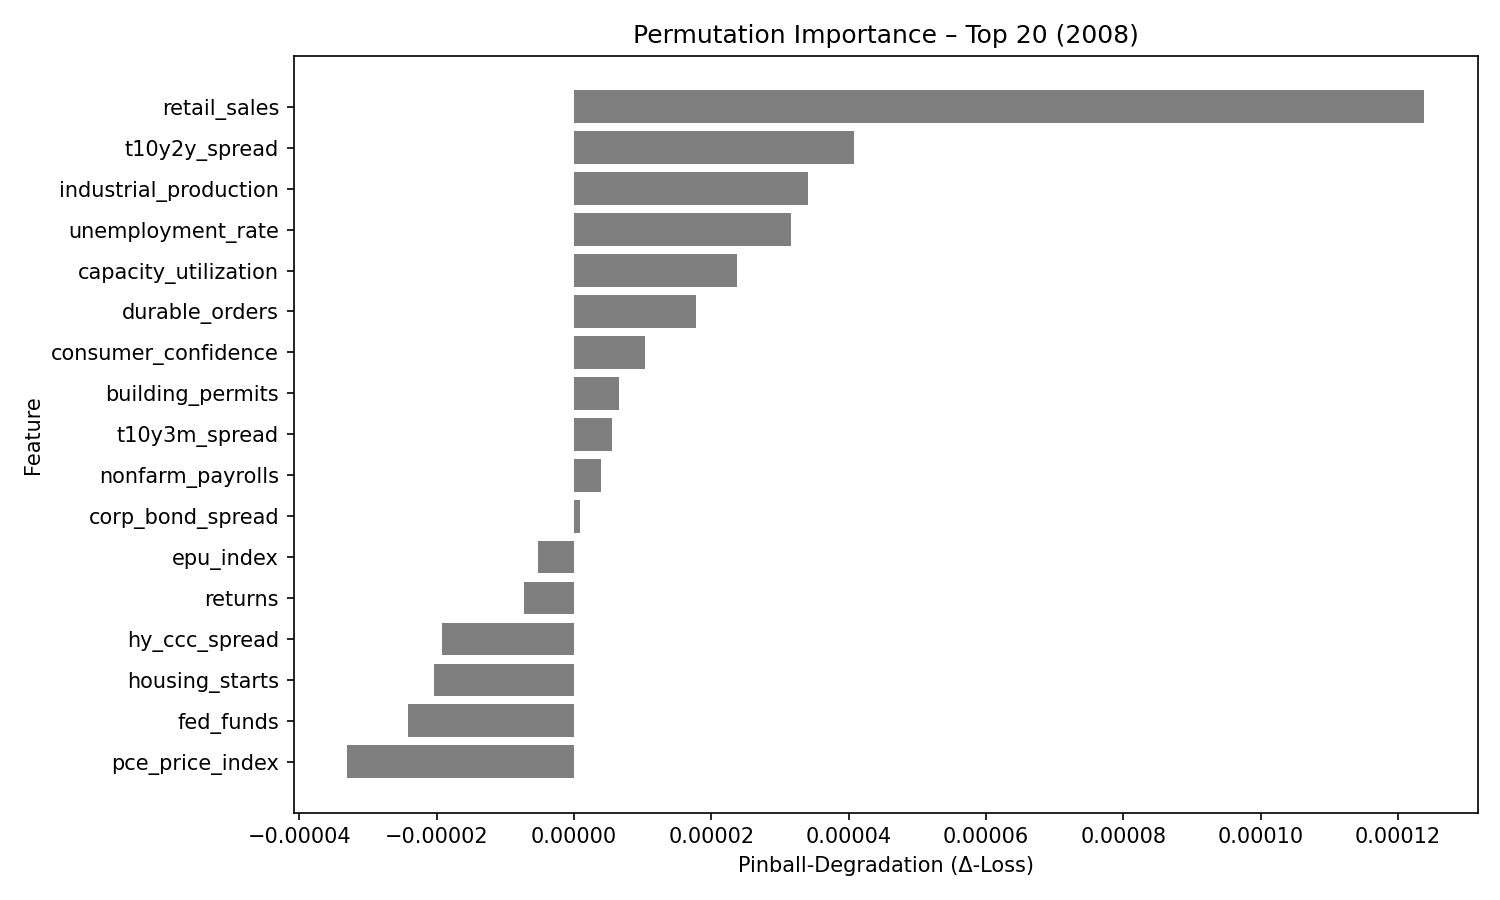 Permutation Importance – Top 20 (2008)
Feature
retail_sales
t10y2y_spread
industrial_production
unemployment_rate
capacity_utilization
durable_orders
consumer_confidence
building_permits
t10y3m_spread
nonfarm_payrolls
corp_bond_spread
epu_index
returns
hy_ccc_spread
housing_starts
fed_funds
pce_price_index
−0.00004 −0.00002 0.00000 0.00002 0.00004 0.00006 0.00008 0.00010 0.00012
Pinball-Degradation (Δ-Loss)